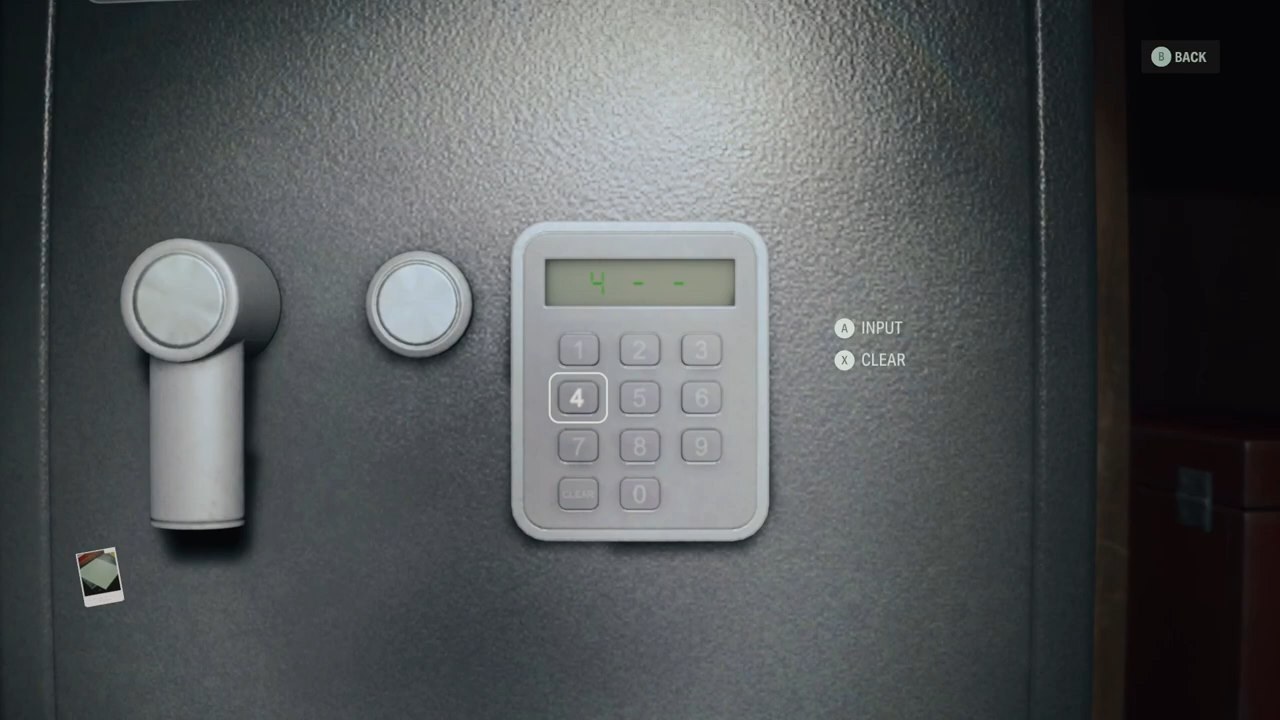 B BACK
4 - -
1 2 3
A INPUT
X CLEAR
4 5 6
7 8 9
CLEAR 0